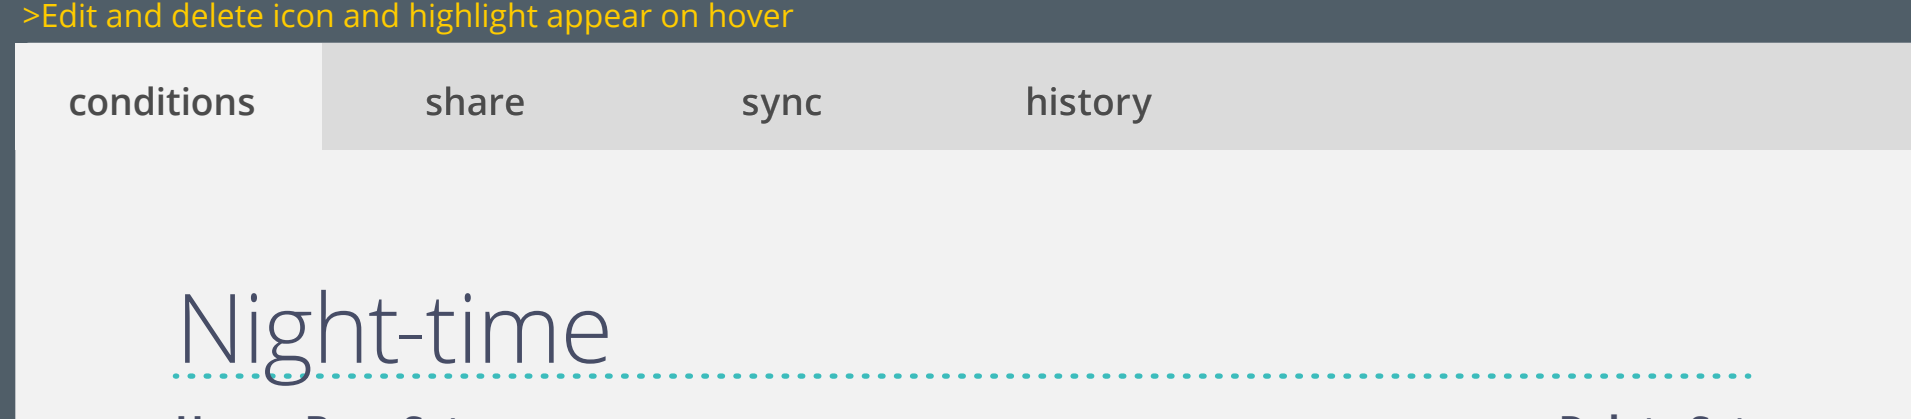 >Edit and delete icon and highlight appear on hover
conditions share sync history
Night-time